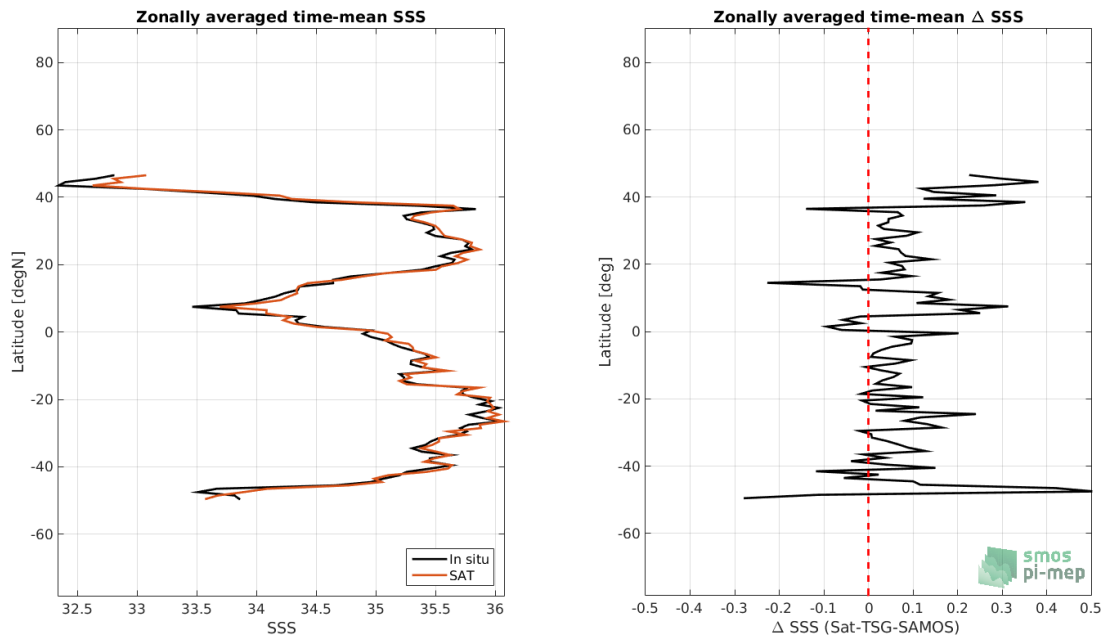 Zonally averaged time-mean SSS
80
60
40
20
0
-20
-40
-60
Latitude [degN]
32.5 33 33.5 34 34.5 35 35.5 36
SSS
In situ
SAT
Zonally averaged time-mean Δ SSS
80
60
40
20
0
-20
-40
-60
Latitude [deg]
-0.5 -0.4 -0.3 -0.2 -0.1 0 0.1 0.2 0.3 0.4 0.5
Δ SSS (Sat-TSG-SAMOS)
smos
pi-mep